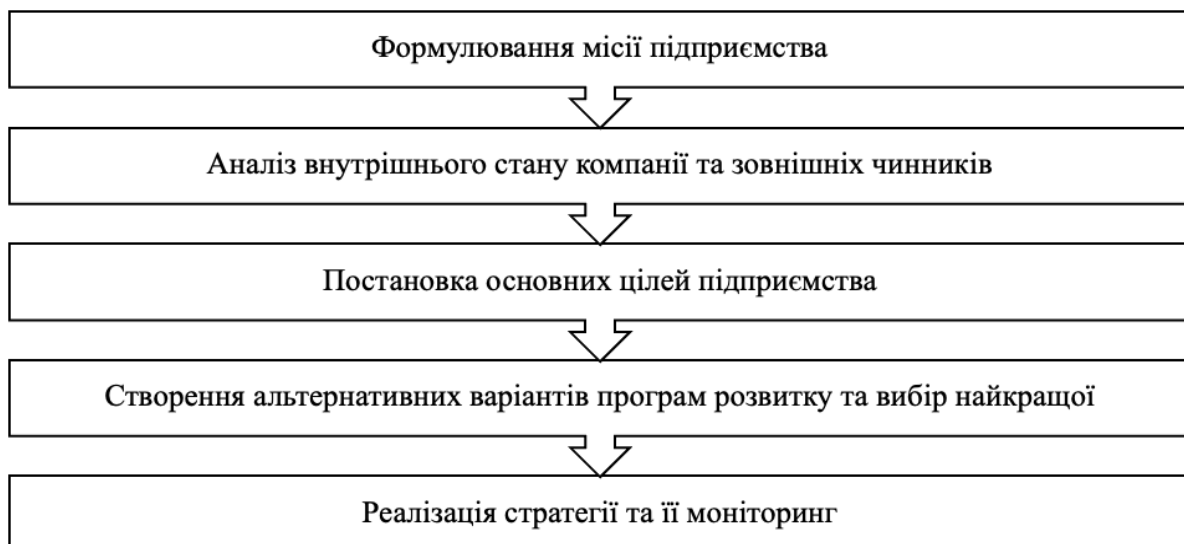 Формулювання місії підприємства
Аналіз внутрішнього стану компанії та зовнішніх чинників
Постановка основних цілей підприємства
Створення альтернативних варіантів програм розвитку та вибір найкращої
Реалізація стратегії та її моніторинг